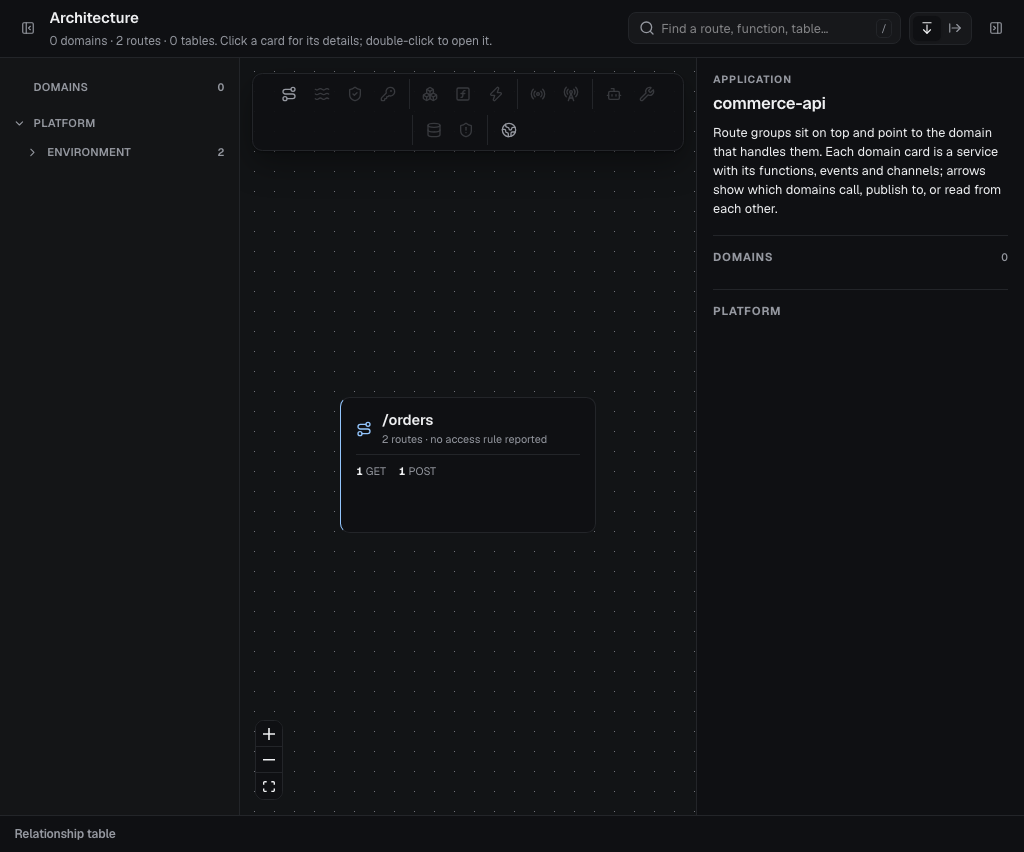 Architecture
0 domains · 2 routes · 0 tables. Click a card for its details; double-click to open it.
Find a route, function, table...
/
DOMAINS 0
PLATFORM
ENVIRONMENT 2
/orders
2 routes · no access rule reported
1 GET 1 POST
APPLICATION
commerce-api
Route groups sit on top and point to the domain
that handles them. Each domain card is a service
with its functions, events and channels; arrows
show which domains call, publish to, or read from
each other.
DOMAINS 0
PLATFORM
Relationship table